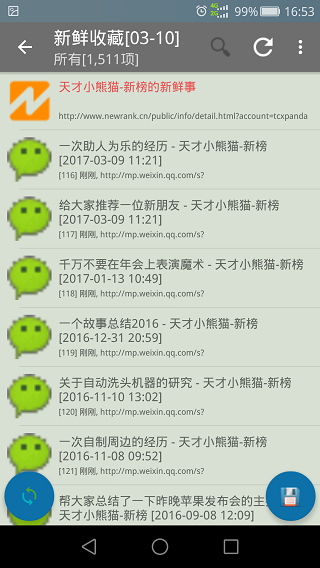 99% 16:53
新鲜收藏[03-10]
所有[1,511项]
天才小熊猫-新榜的新鲜事
http://www.newrank.cn/public/info/detail.html?account=tcxpanda
一次助人为乐的经历 - 天才小熊猫-新榜
[2017-03-09 11:21]
[116] 刚刚, http://mp.weixin.qq.com/s?
给大家推荐一位新朋友 - 天才小熊猫-新榜
[2017-03-09 11:21]
[117] 刚刚, http://mp.weixin.qq.com/s?
千万不要在年会上表演魔术 - 天才小熊猫-新榜
[2017-01-13 10:49]
[118] 刚刚, http://mp.weixin.qq.com/s?
一个故事总结2016 - 天才小熊猫-新榜
[2016-12-31 20:59]
[119] 刚刚, http://mp.weixin.qq.com/s?
关于自动洗头机器的研究 - 天才小熊猫-新榜
[2016-11-10 13:02]
[120] 刚刚, http://mp.weixin.qq.com/s?
一次自制周边的经历 - 天才小熊猫-新榜
[2016-11-08 09:52]
[121] 刚刚, http://mp.weixin.qq.com/s?
帮大家总结了一下昨晚苹果发布会的主
天才小熊猫-新榜 [2016-09-08 12:09]